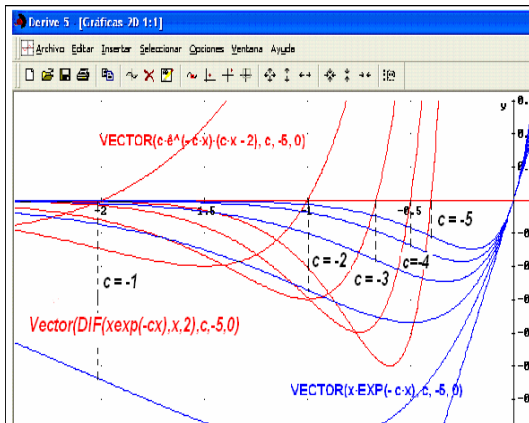 Derive 5 - [Gráficas 2D 1:1]
Archivo Editar Insertar Seleccionar Opciones Ventana Ayuda
y
VECTOR(c·ê^(-c·x)·(c·x - 2), c, -5, 0)
-2
-1.5
-1
-0.5
c = -5
c = -2
c = -4
c = -3
c = -1
Vector(DIF(xexp(-cx),x,2),c,-5,0)
VECTOR(x·EXP(- c·x), c, -5, 0)